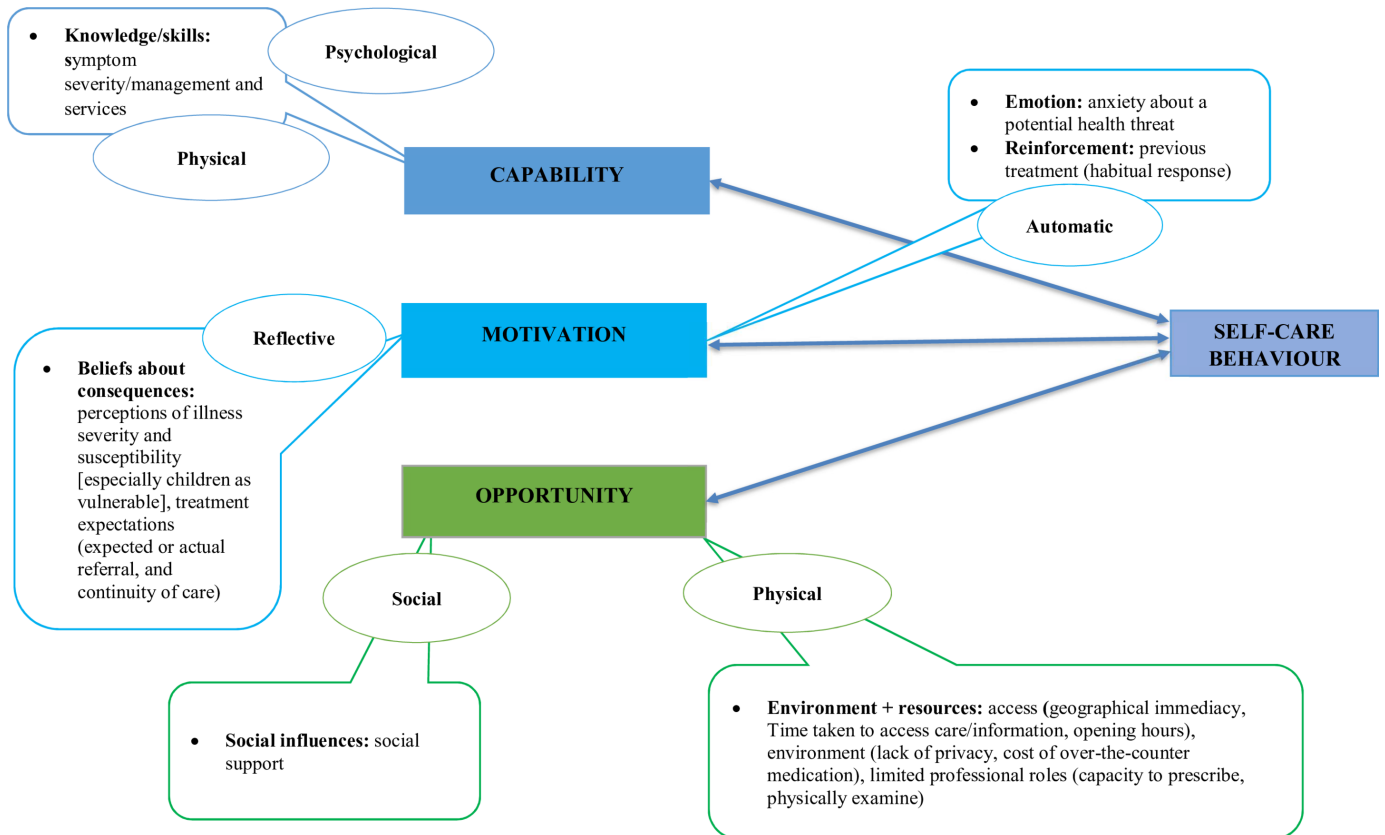 • Knowledge/skills:
symptom
severity/management and
services
Psychological
Physical
CAPABILITY
• Emotion: anxiety about a
potential health threat
• Reinforcement: previous
treatment (habitual response)
Automatic
Reflective
MOTIVATION
SELF-CARE
BEHAVIOUR
• Beliefs about
consequences:
perceptions of illness
severity and
susceptibility
[especially children as
vulnerable], treatment
expectations
(expected or actual
referral, and
continuity of care)
OPPORTUNITY
Social
Physical
• Social influences: social
support
• Environment + resources: access (geographical immediacy,
Time taken to access care/information, opening hours),
environment (lack of privacy, cost of over-the-counter
medication), limited professional roles (capacity to prescribe,
physically examine)